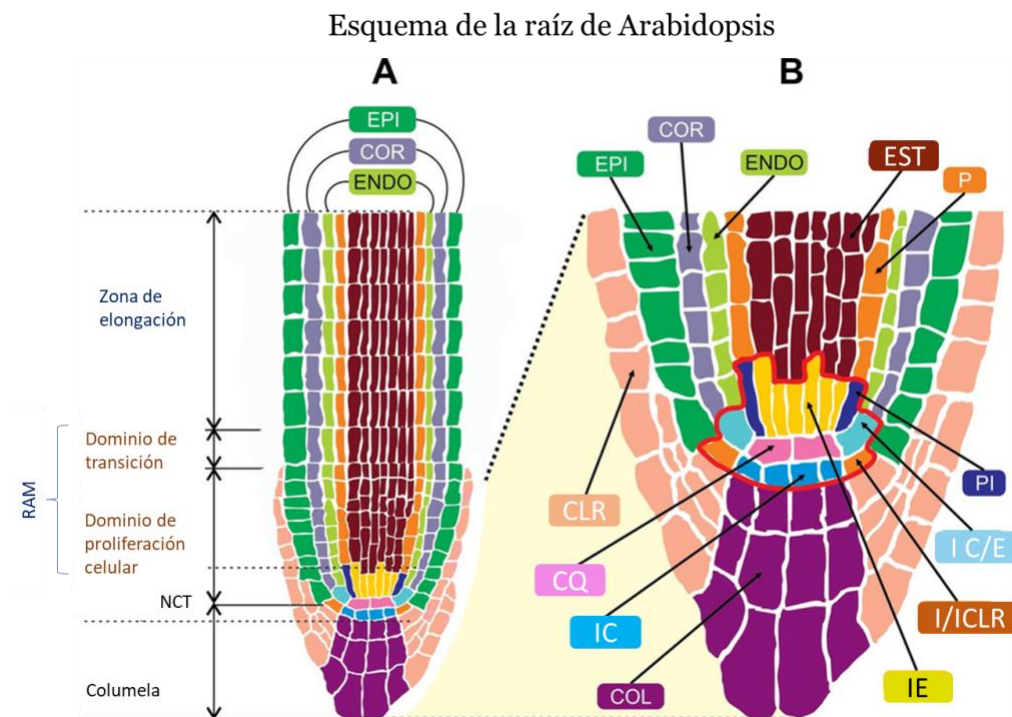 Esquema de la raíz de Arabidopsis
A
EPI
COR
ENDO
Zona de
elongación
Dominio de
transición
RAM
Dominio de
proliferación
celular
NCT
Columela
B
EPI
COR
ENDO
EST
P
CLR
CQ
IC
COL
PI
I C/E
I/ICLR
IE